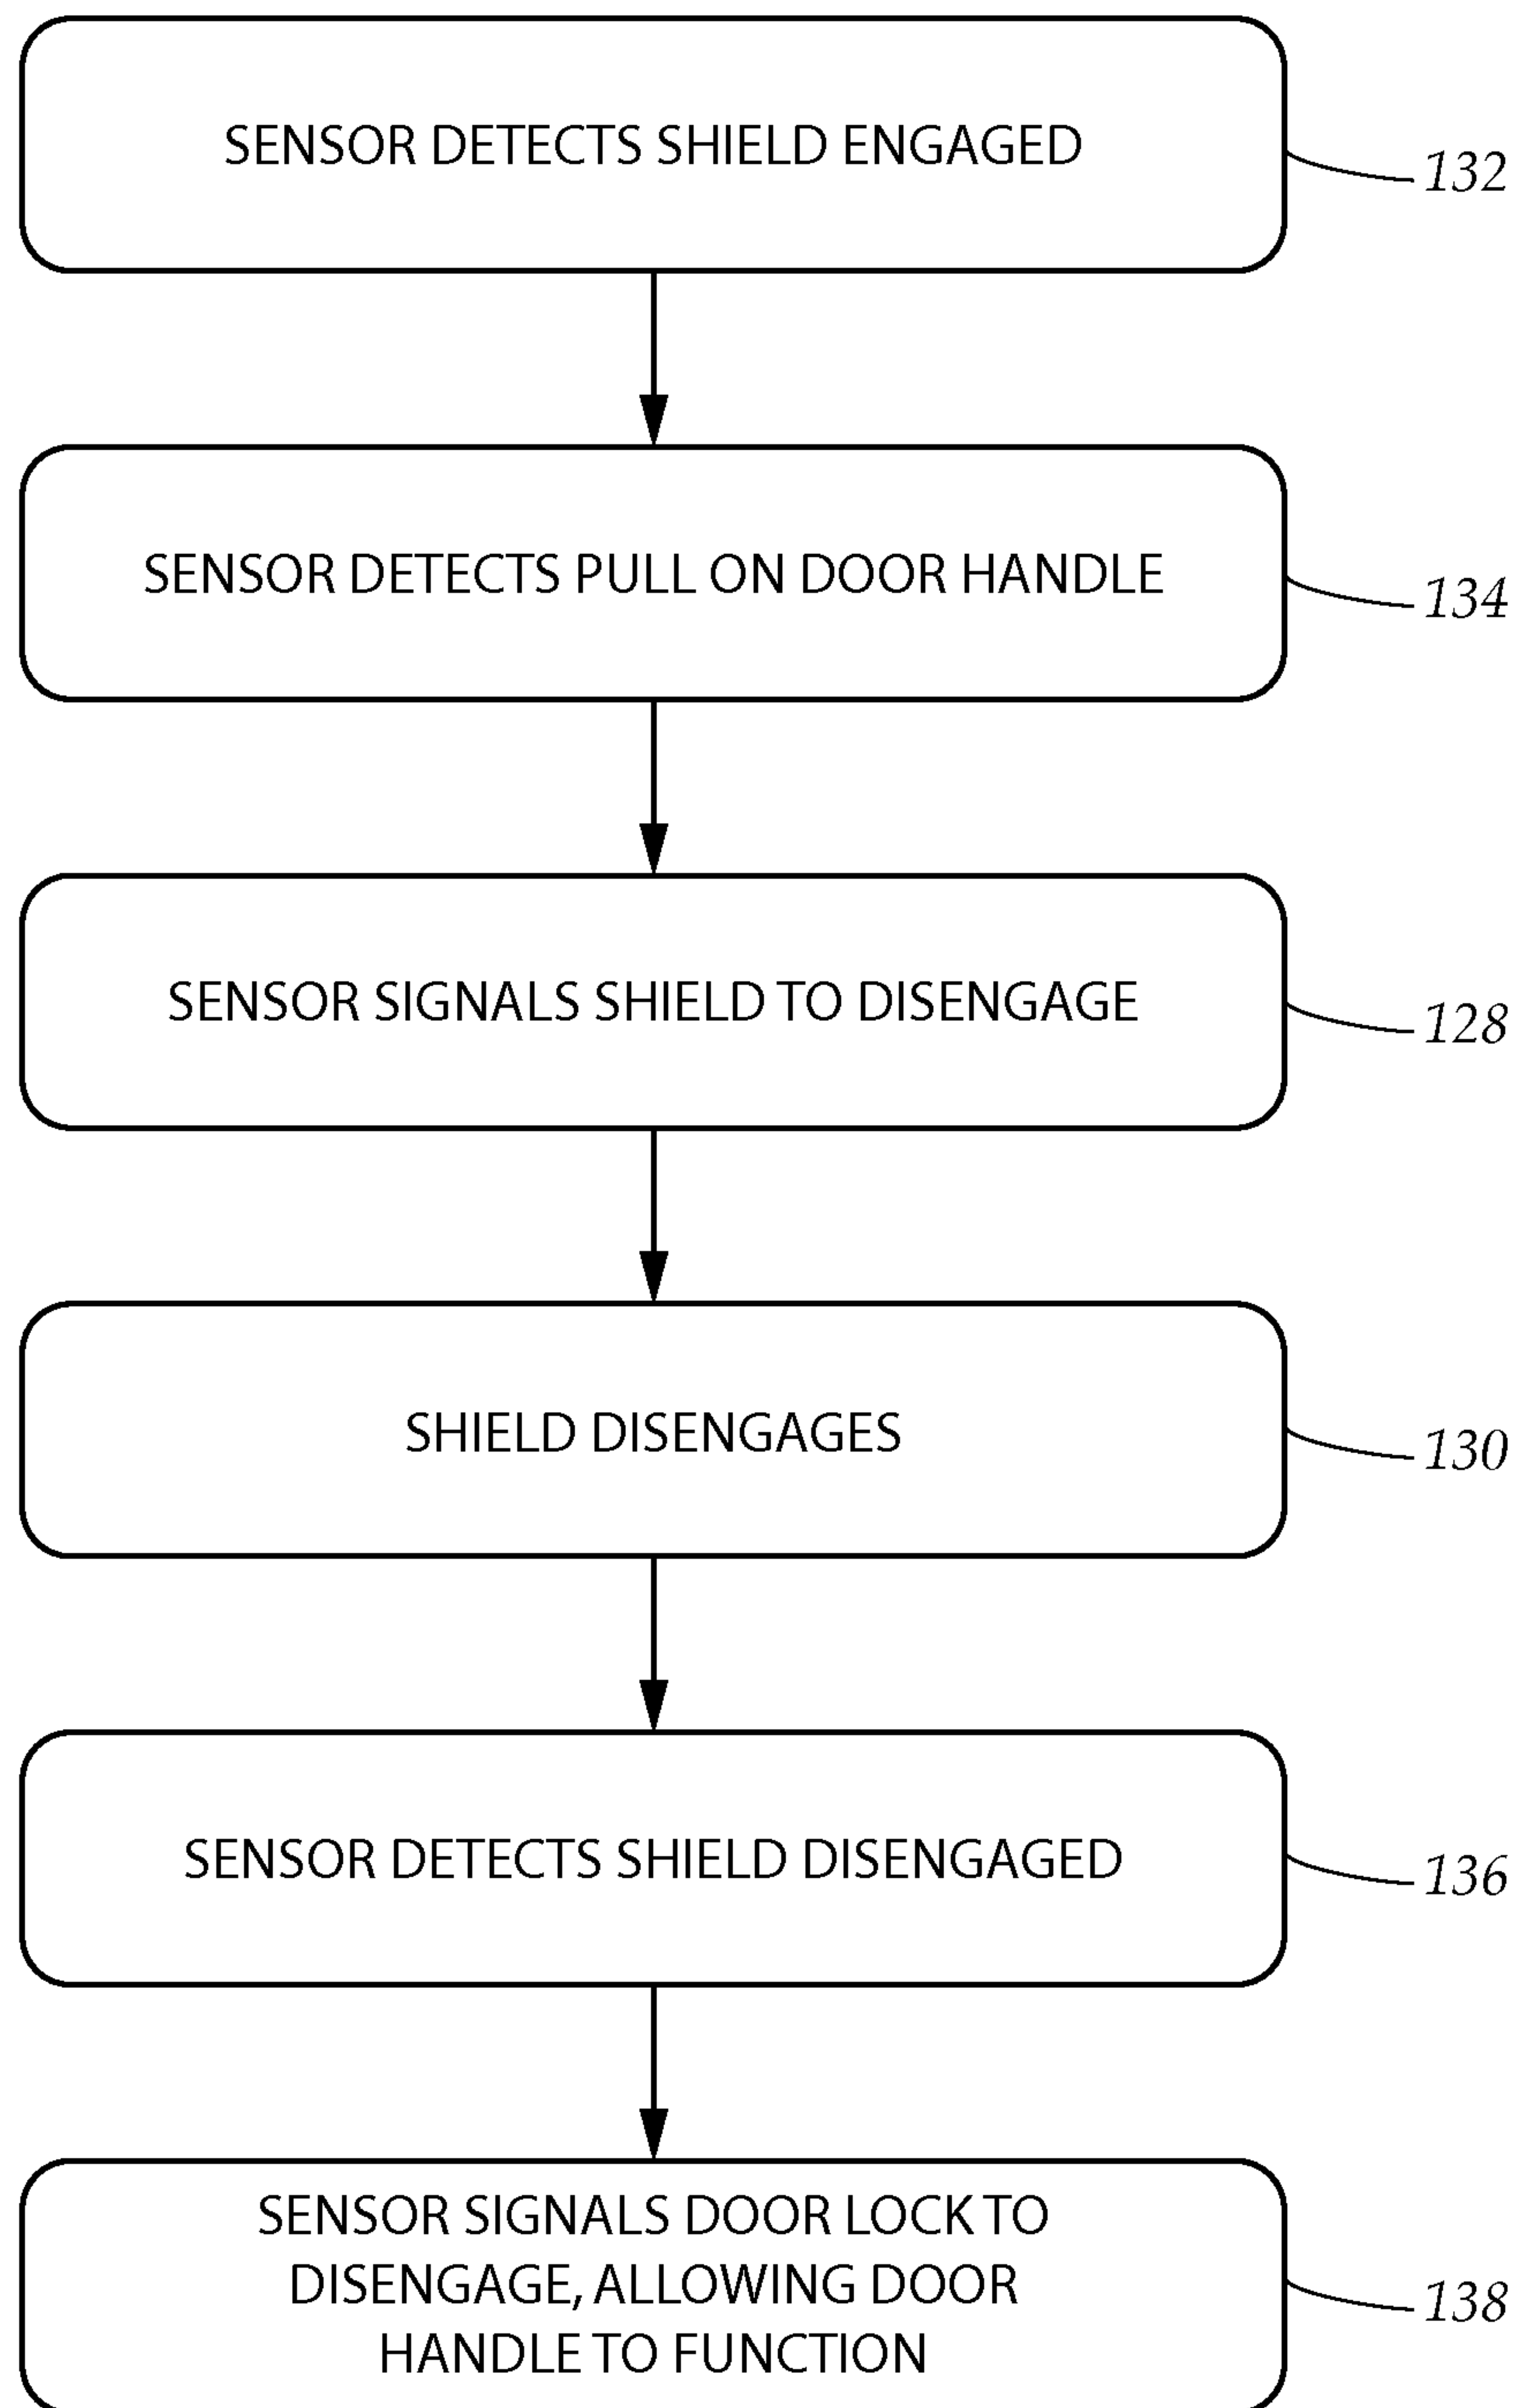 SENSOR DETECTS SHIELD ENGAGED
132
SENSOR DETECTS PULL ON DOOR HANDLE
134
SENSOR SIGNALS SHIELD TO DISENGAGE
128
SHIELD DISENGAGES
130
SENSOR DETECTS SHIELD DISENGAGED
136
SENSOR SIGNALS DOOR LOCK TO
DISENGAGE, ALLOWING DOOR
HANDLE TO FUNCTION
138